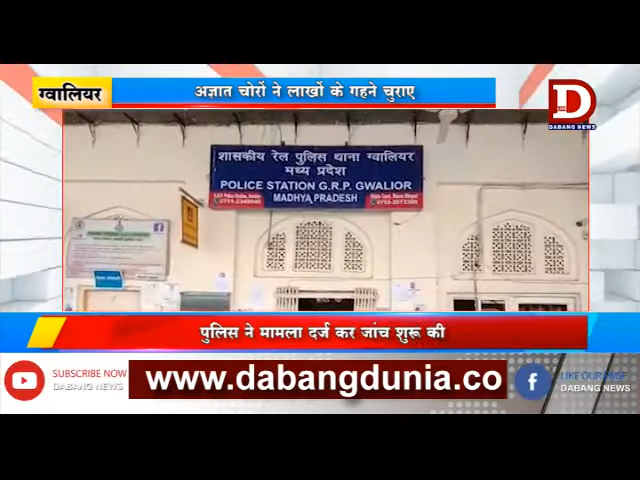 ग्वालियर
अज्ञात चोरों ने लाखों के गहने चुराए
D
DABANG NEWS
शासकीय रेल पुलिस थाना ग्वालियर
मध्य प्रदेश
POLICE STATION G.R.P. GWALIOR
MADHYA PRADESH
पुलिस ने मामला दर्ज कर जांच शुरू की
SUBSCRIBE NOW
DABANG NEWS
www.dabangdunia.co
LIKE OUR PAGE
DABANG NEWS